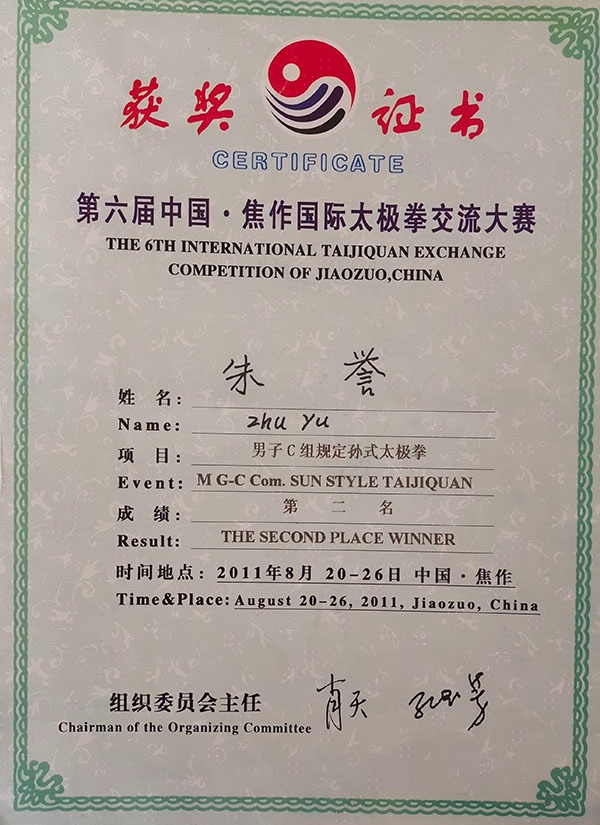 获奖 证书
CERTIFICATE
第六届中国·焦作国际太极拳交流大赛
THE 6TH INTERNATIONAL TAIJIQUAN EXCHANGE
COMPETITION OF JIAOZUO,CHINA
姓名: 朱 誉
Name: Zhu Yu
项目: 男子C组规定孙式太极拳
Event: M G-C Com. SUN STYLE TAIJIQUAN
成绩: 第二名
Result: THE SECOND PLACE WINNER
时间地点: 2011年8月 20-26日 中国·焦作
Time&Place: August 20-26, 2011, Jiaozuo, China
组织委员会主任 肖天
Chairman of the Organizing Committee